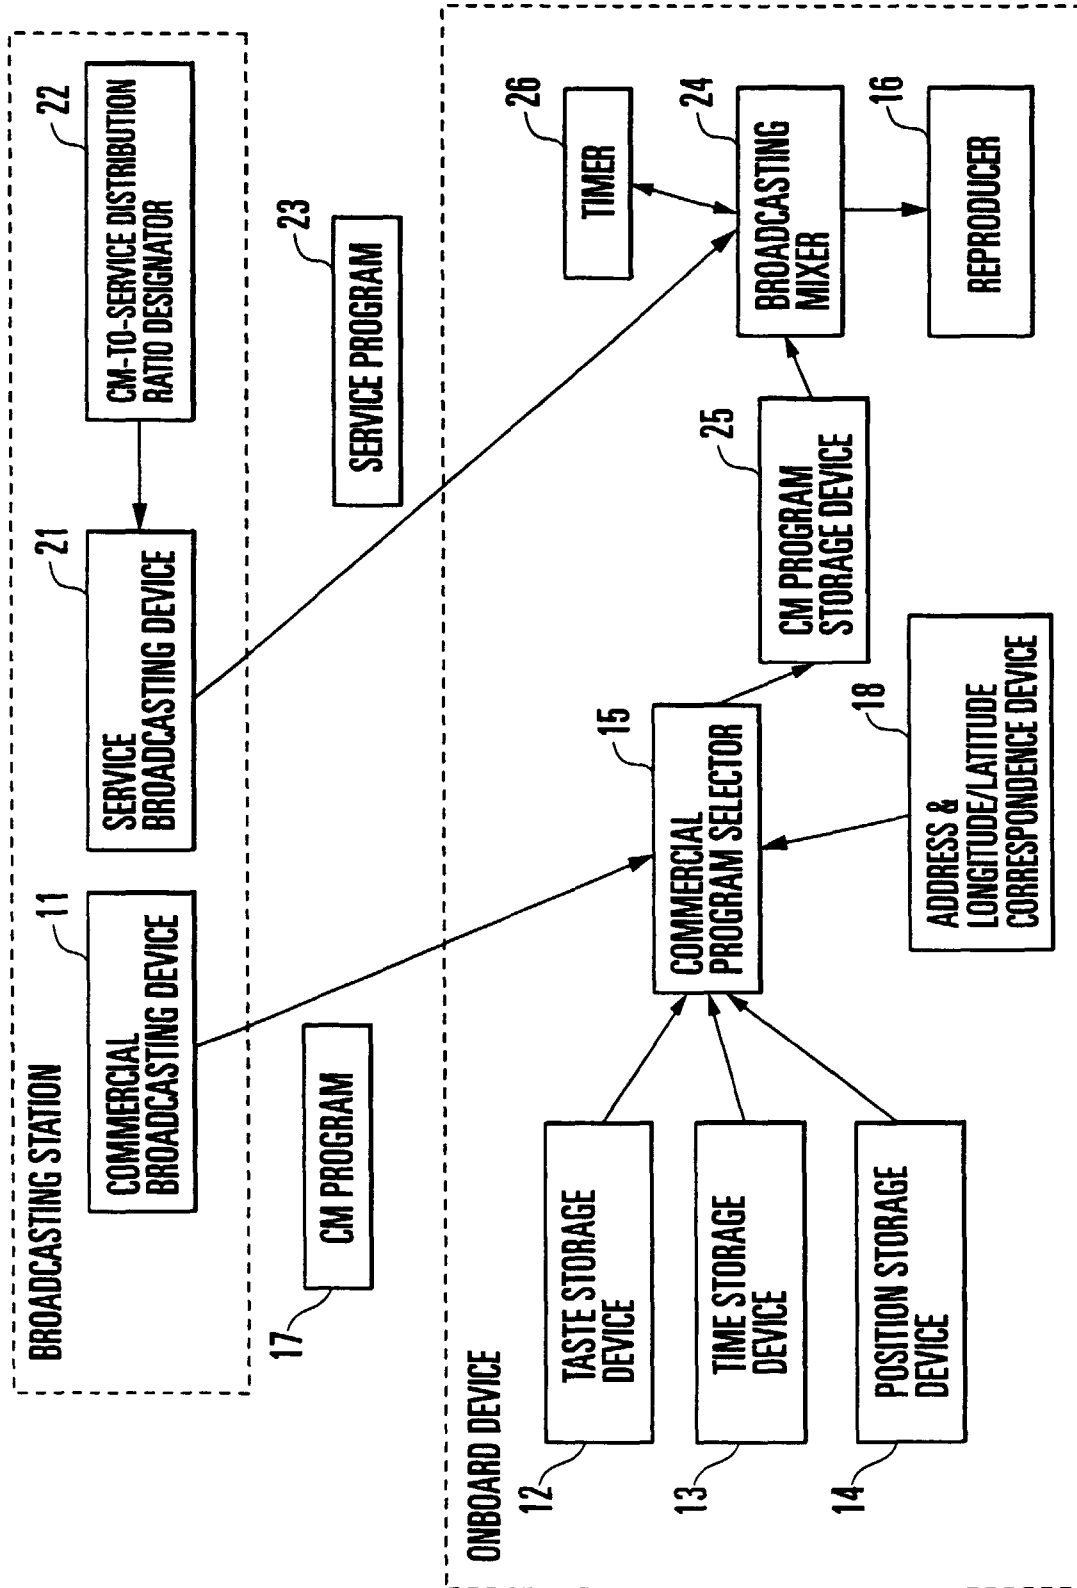 BROADCASTING STATION
11
COMMERCIAL
BROADCASTING DEVICE
21
SERVICE
BROADCASTING DEVICE
22
CM-TO-SERVICE DISTRIBUTION
RATIO DESIGNATOR
17
CM PROGRAM
23
SERVICE PROGRAM
ONBOARD DEVICE
12
TASTE STORAGE
DEVICE
13
TIME STORAGE
DEVICE
14
POSITION STORAGE
DEVICE
15
COMMERCIAL
PROGRAM SELECTOR
18
ADDRESS &
LONGITUDE/LATITUDE
CORRESPONDENCE DEVICE
25
CM PROGRAM
STORAGE DEVICE
26
TIMER
24
BROADCASTING
MIXER
16
REPRODUCER